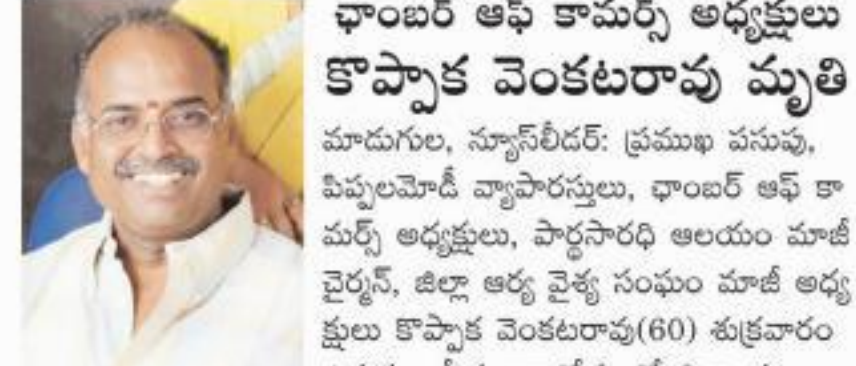 ఛాంబర్ ఆఫ్ కామర్స్ అధ్యక్షులు
కొప్పాక వెంకటరావు మృతి
మాడుగుల, న్యూస్‌లీడర్: ప్రముఖ పసుపు,
పిప్పలమోడీ వ్యాపారస్తులు, ఛాంబర్ ఆఫ్ కా
మర్స్ అధ్యక్షులు, పార్థసారధి ఆలయం మాజీ
చైర్మన్, జిల్లా ఆర్య వైశ్య సంఘం మాజీ అధ్య
క్షులు కొప్పాక వెంకటరావు(60) శుక్రవారం